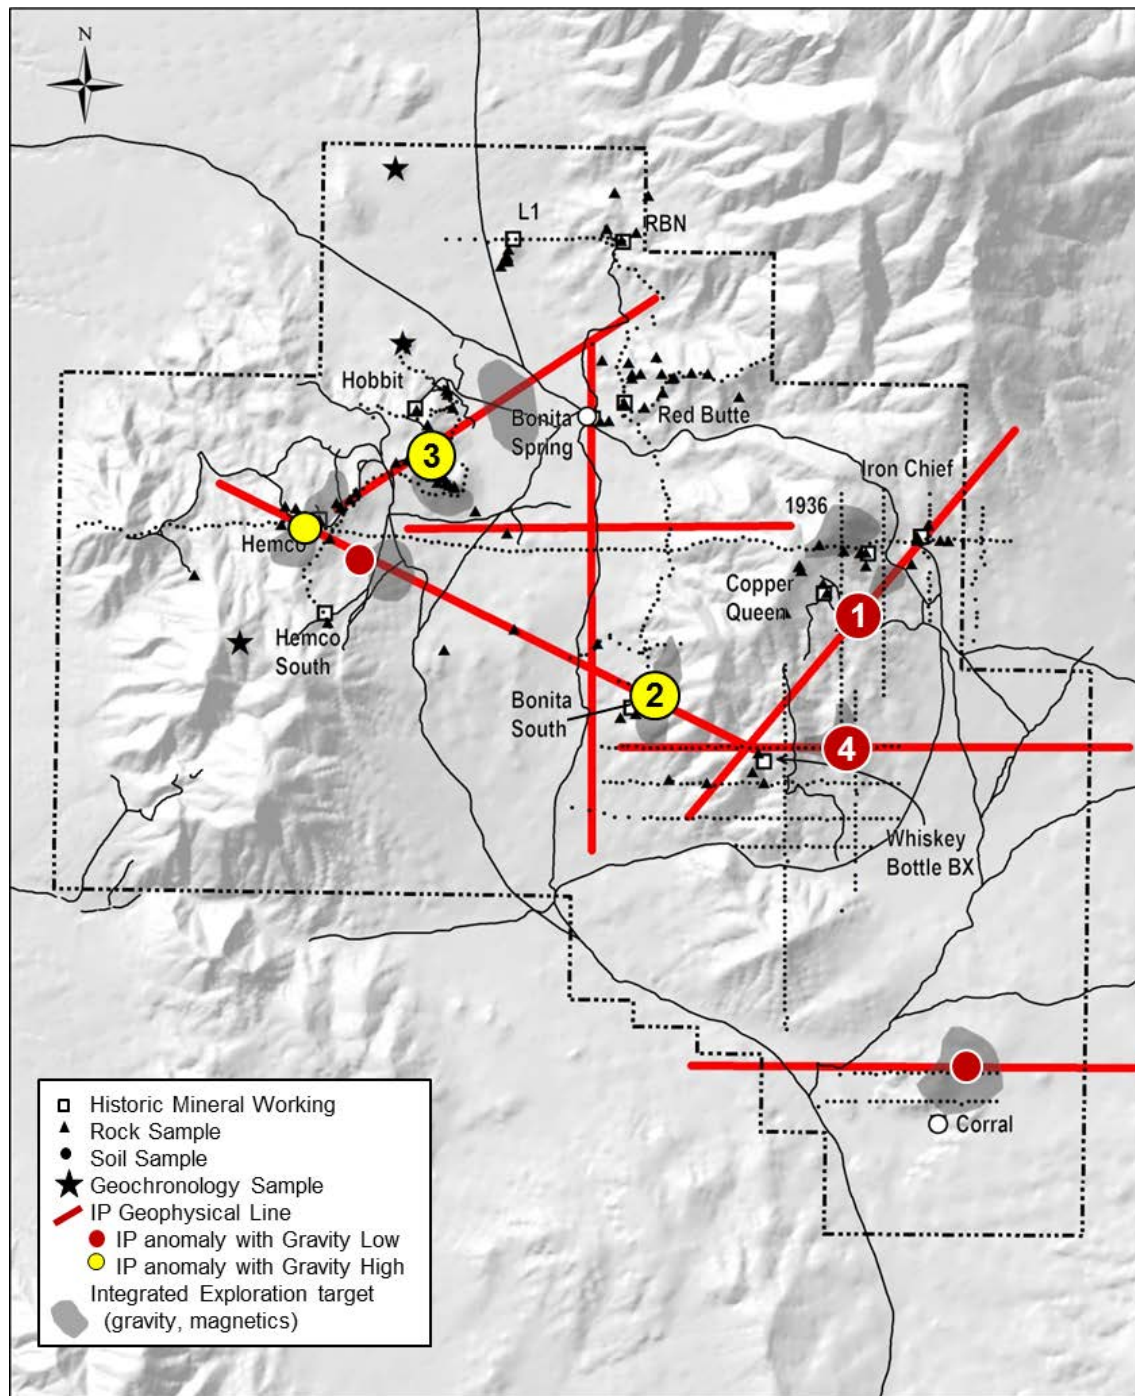 N
L1
RBN
Hobbit
Bonita
Spring
Red Butte
3
Iron Chief
1936
Hemco
Copper
Queen
1
Hemco
South
2
Bonita
South
4
Whiskey
Bottle BX
Corral
Historic Mineral Working
Rock Sample
Soil Sample
Geochronology Sample
IP Geophysical Line
IP anomaly with Gravity Low
IP anomaly with Gravity High
Integrated Exploration target
(gravity, magnetics)